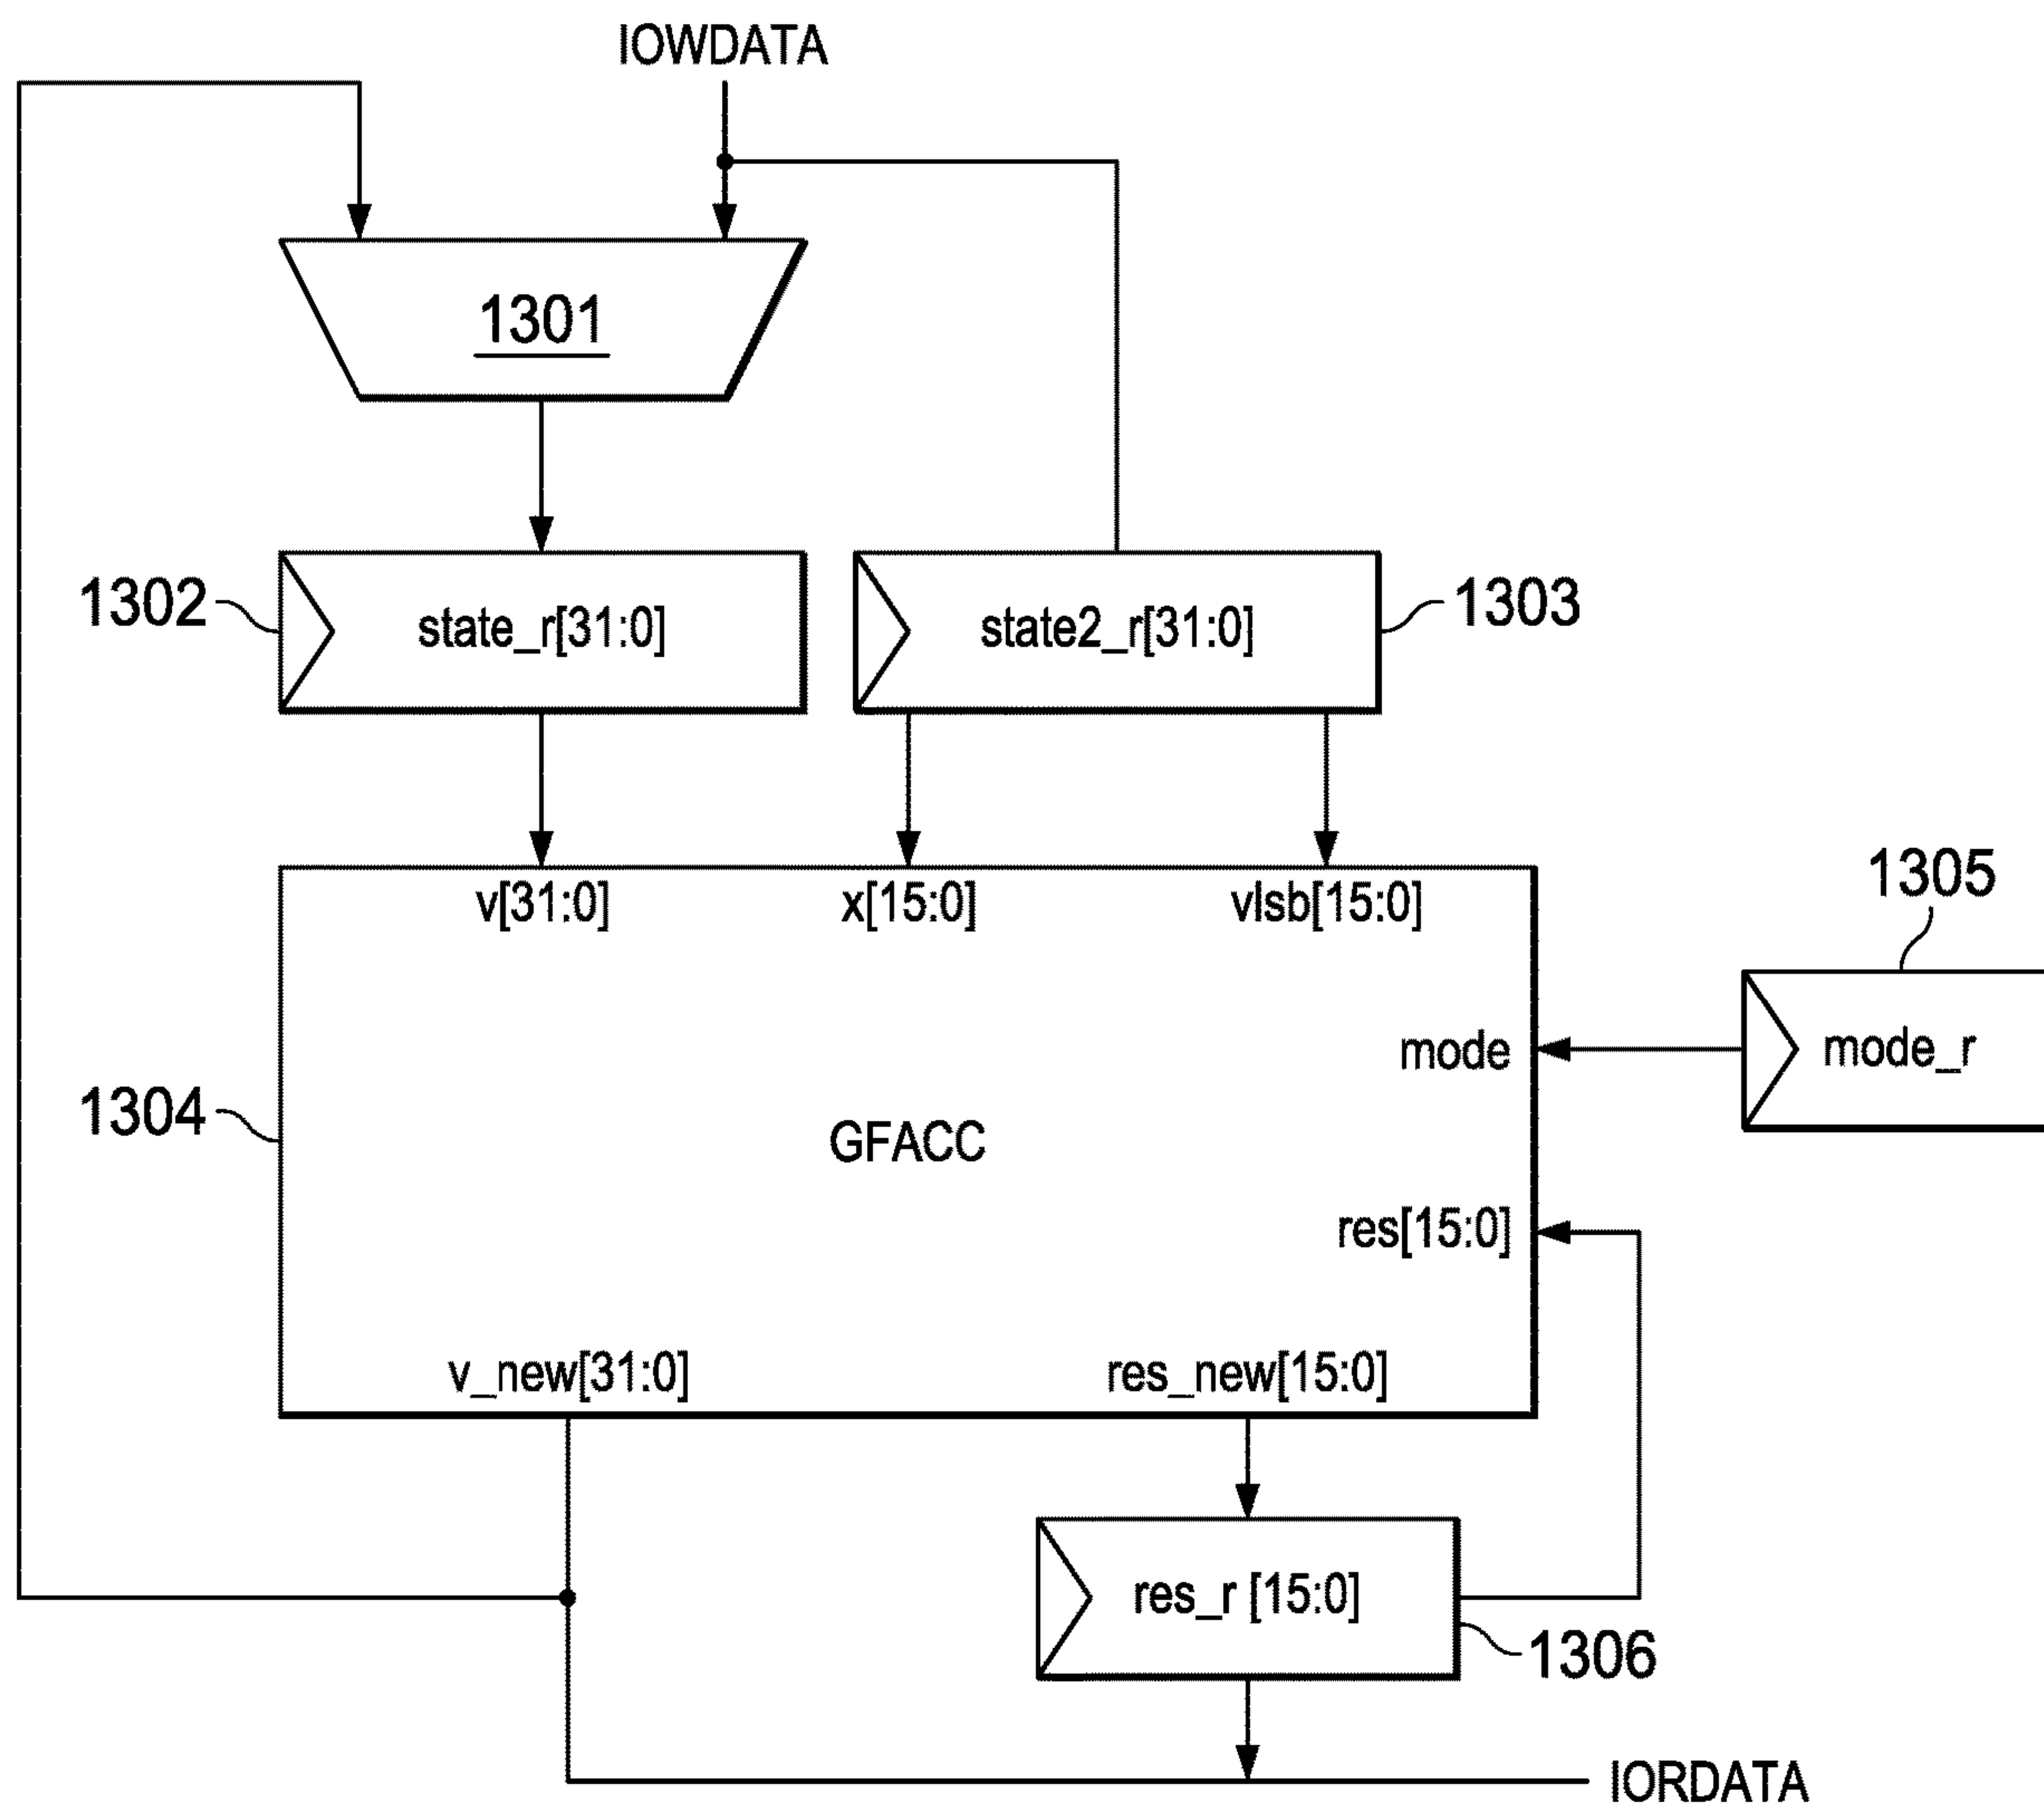 IOWDATA
1301
1302
state_r[31:0]
state2_r[31:0]
1303
v[31:0]
x[15:0]
vlsb[15:0]
1305
mode
mode_r
1304
GFACC
res[15:0]
v_new[31:0]
res_new[15:0]
res_r [15:0]
1306
IORDATA